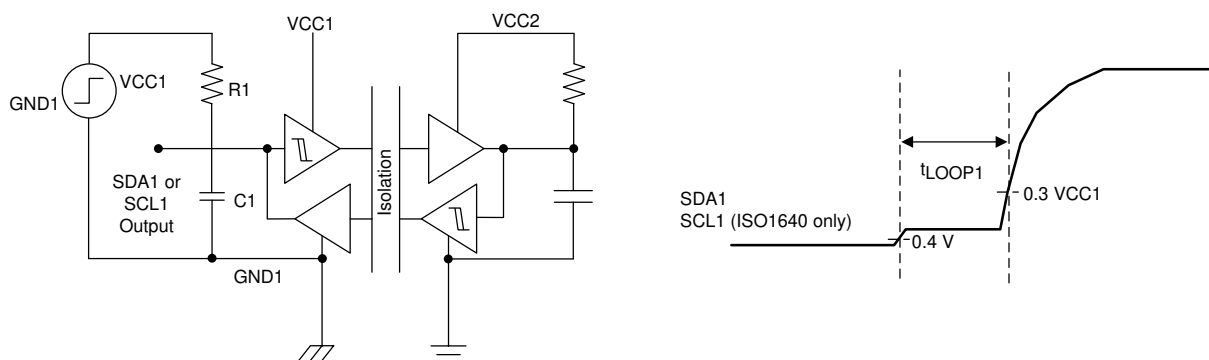 VCC1
VCC2
VCC1
GND1
R1
SDA1 or
SCL1
Output
C1
Isolation
GND1
tLOOP1
0.3 VCC1
SDA1
SCL1 (ISO1640 only)
0.4 V